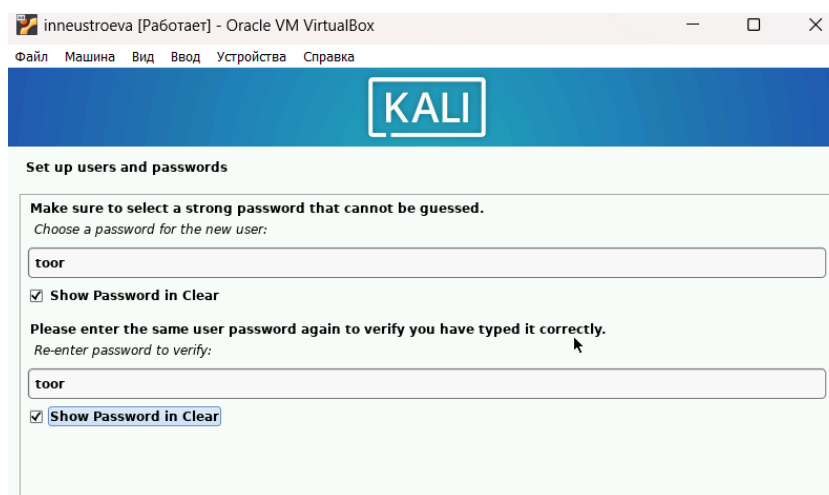 inneustroeva [Работает] - Oracle VM VirtualBox
Файл Машина Вид Ввод Устройства Справка
KALI
Set up users and passwords
Make sure to select a strong password that cannot be guessed.
Choose a password for the new user:
toor
Show Password in Clear
Please enter the same user password again to verify you have typed it correctly.
Re-enter password to verify:
toor
Show Password in Clear